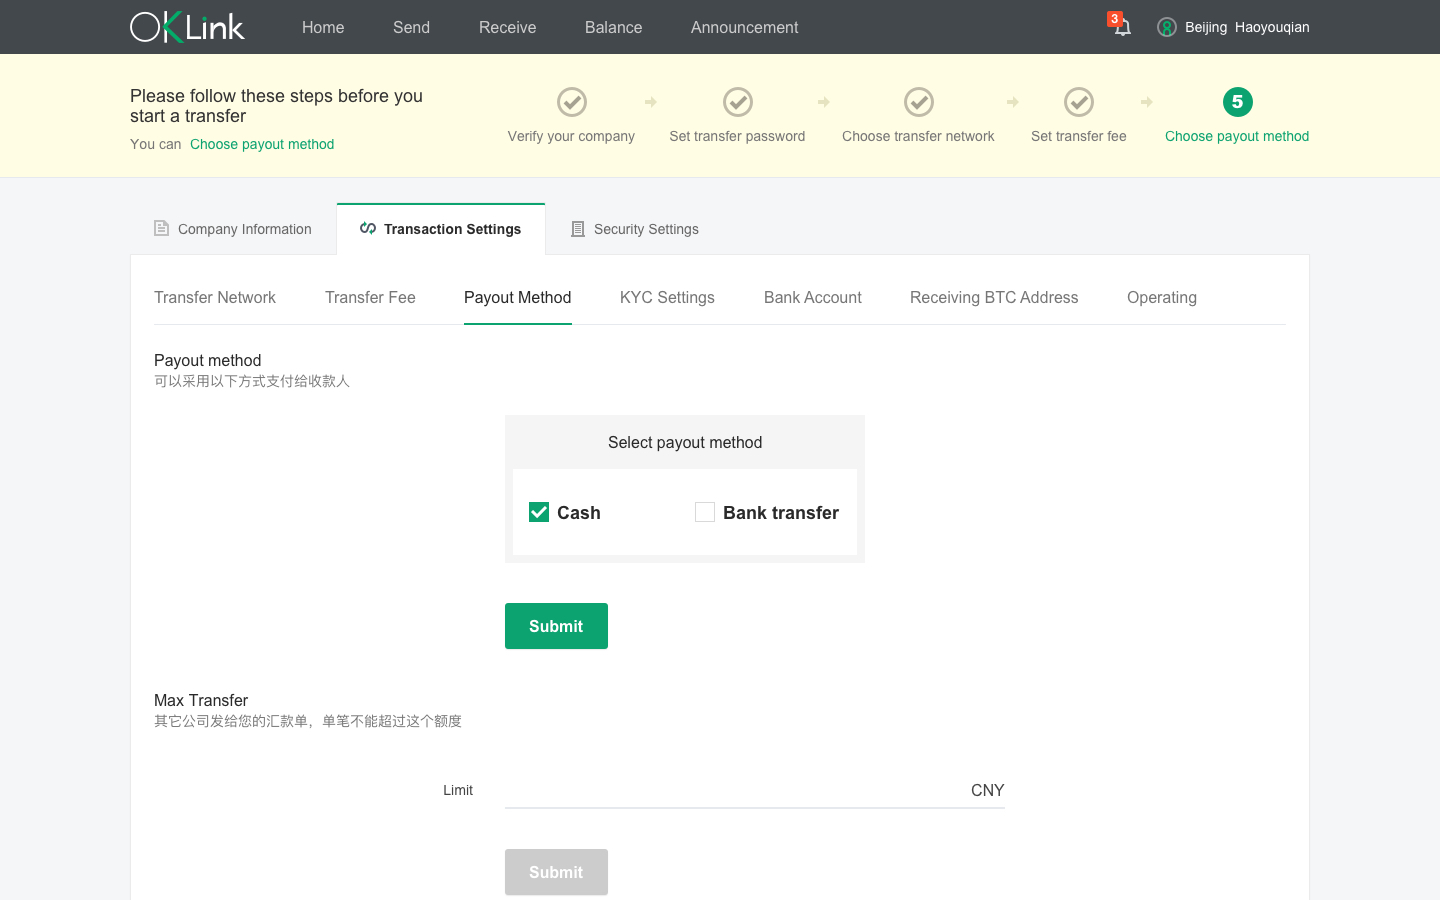 OKLink
Home
Send
Receive
Balance
Announcement
3
Beijing Haoyouqian
Please follow these steps before you
start a transfer
You can Choose payout method
Verify your company
Set transfer password
Choose transfer network
Set transfer fee
5
Choose payout method
Company Information
Transaction Settings
Security Settings
Transfer Network
Transfer Fee
Payout Method
KYC Settings
Bank Account
Receiving BTC Address
Operating
Payout method
可以采用以下方式支付给收款人
Select payout method
Cash
Bank transfer
Submit
Max Transfer
其它公司发给您的汇款单，单笔不能超过这个额度
Limit
CNY
Submit